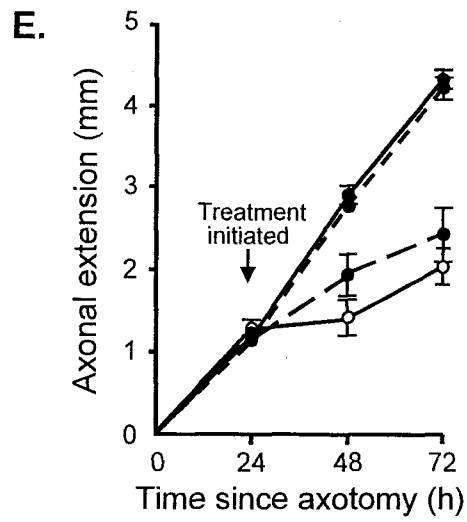 E.
Axonal extension (mm)
5
4
3
2
1
0
Treatment
initiated
0 24 48 72
Time since axotomy (h)